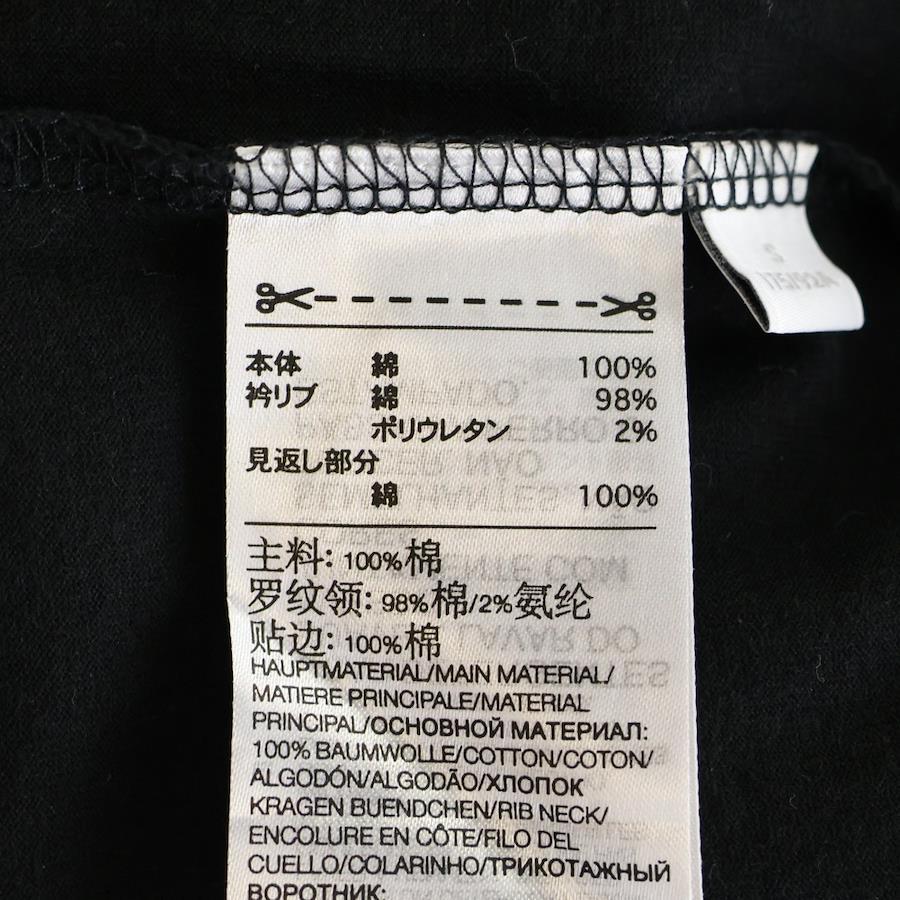 S
175/92A
本体 綿 100%
衿リブ 綿 98%
ポリウレタン 2%
見返し部分
綿 100%
主料: 100%棉
罗纹领: 98%棉/2%氨纶
贴边: 100%棉
HAUPTMATERIAL/MAIN MATERIAL/
MATIERE PRINCIPALE/MATERIAL
PRINCIPAL/ОСНОВНОЙ МАТЕРИАЛ:
100% BAUMWOLLE/COTTON/COTON/
ALGODÓN/ALGODÃO/ХЛОПОК
KRAGEN BUENDCHEN/RIB NECK/
ENCOLURE EN CÔTE/FILO DEL
CUELLO/COLARINHO/ТРИКОТАЖНЫЙ
ВОРОТНИК: